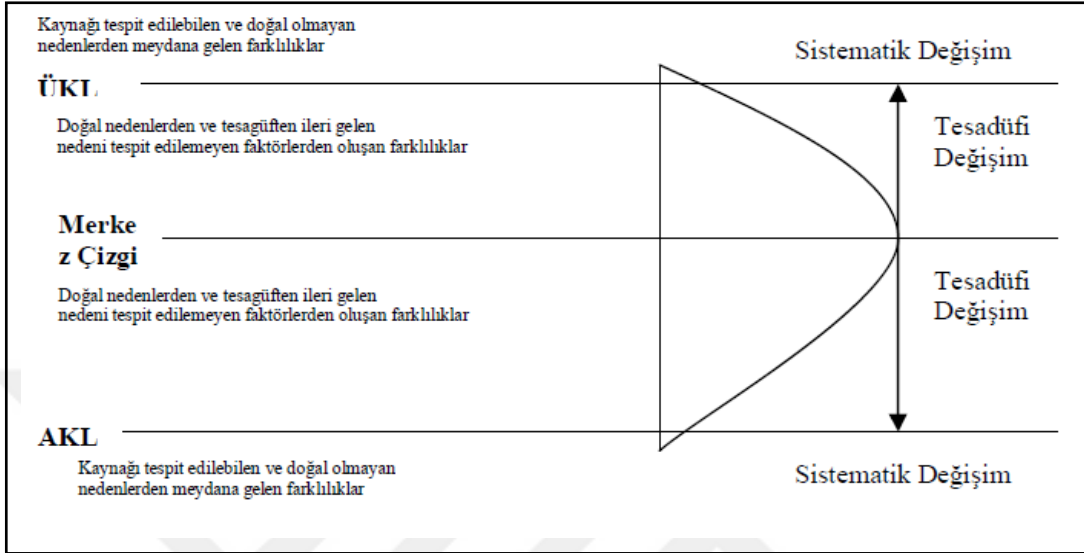 Kaynağı tespit edilebilen ve doğal olmayan
nedenlerden meydana gelen farklılıklar
Sistematik Değişim
ÜKL
Doğal nedenlerden ve tesagüften ileri gelen
nedeni tespit edilemeyen faktörlerden oluşan farklılıklar
Tesadüfi
Değişim
Merke
z Çizgi
Doğal nedenlerden ve tesagüften ileri gelen
nedeni tespit edilemeyen faktörlerden oluşan farklılıklar
Tesadüfi
Değişim
AKL
Kaynağı tespit edilebilen ve doğal olmayan
nedenlerden meydana gelen farklılıklar
Sistematik Değişim